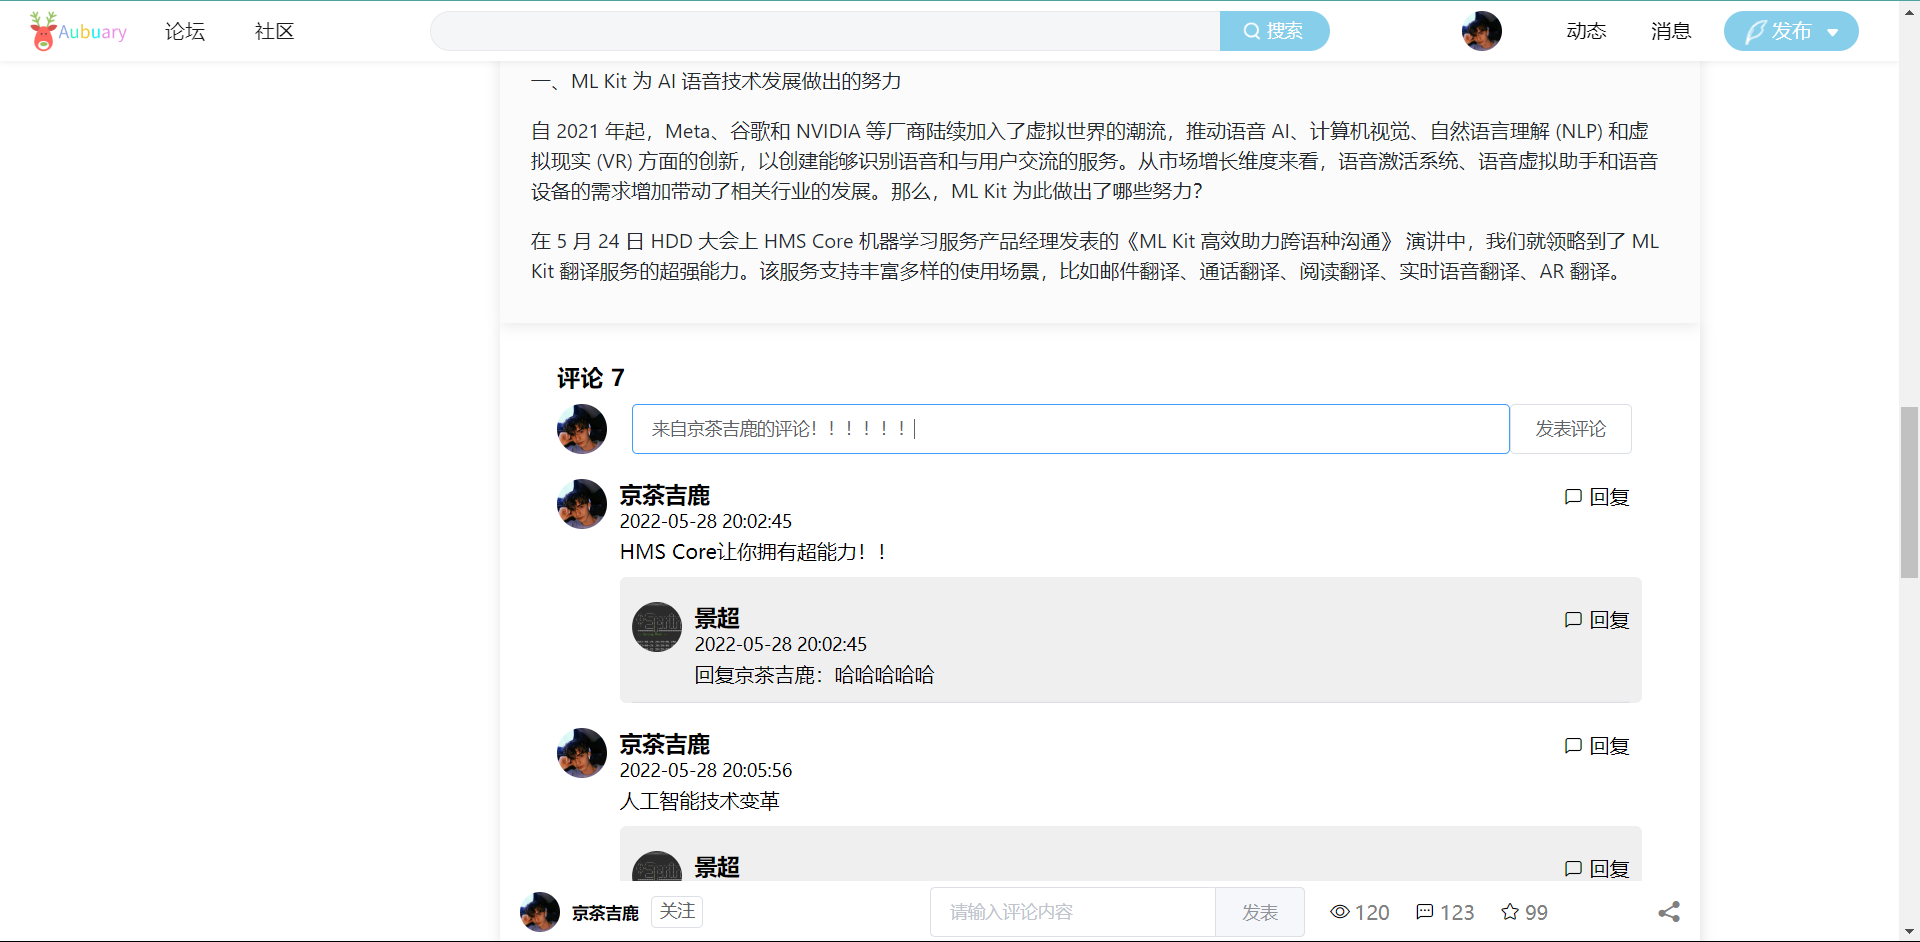 Aubuary 论坛 社区 搜索 动态 消息 发布
一、ML Kit 为 AI 语音技术发展做出的努力
自 2021 年起，Meta、谷歌和 NVIDIA 等厂商陆续加入了虚拟世界的潮流，推动语音 AI、计算机视觉、自然语言理解 (NLP) 和虚
拟现实 (VR) 方面的创新，以创建能够识别语音和与用户交流的服务。从市场增长维度来看，语音激活系统、语音虚拟助手和语音
设备的需求增加带动了相关行业的发展。那么，ML Kit 为此做出了哪些努力？
在 5 月 24 日 HDD 大会上 HMS Core 机器学习服务产品经理发表的《ML Kit 高效助力跨语种沟通》 演讲中，我们就领略到了 ML
Kit 翻译服务的超强能力。该服务支持丰富多样的使用场景，比如邮件翻译、通话翻译、阅读翻译、实时语音翻译、AR 翻译。
评论 7
来自京茶吉鹿的评论！！！！！！ 发表评论
京茶吉鹿 回复
2022-05-28 20:02:45
HMS Core让你拥有超能力！！
景超 回复
2022-05-28 20:02:45
回复京茶吉鹿：哈哈哈哈哈
京茶吉鹿 回复
2022-05-28 20:05:56
人工智能技术变革
景超 回复
京茶吉鹿 关注 请输入评论内容 发表 120 123 99